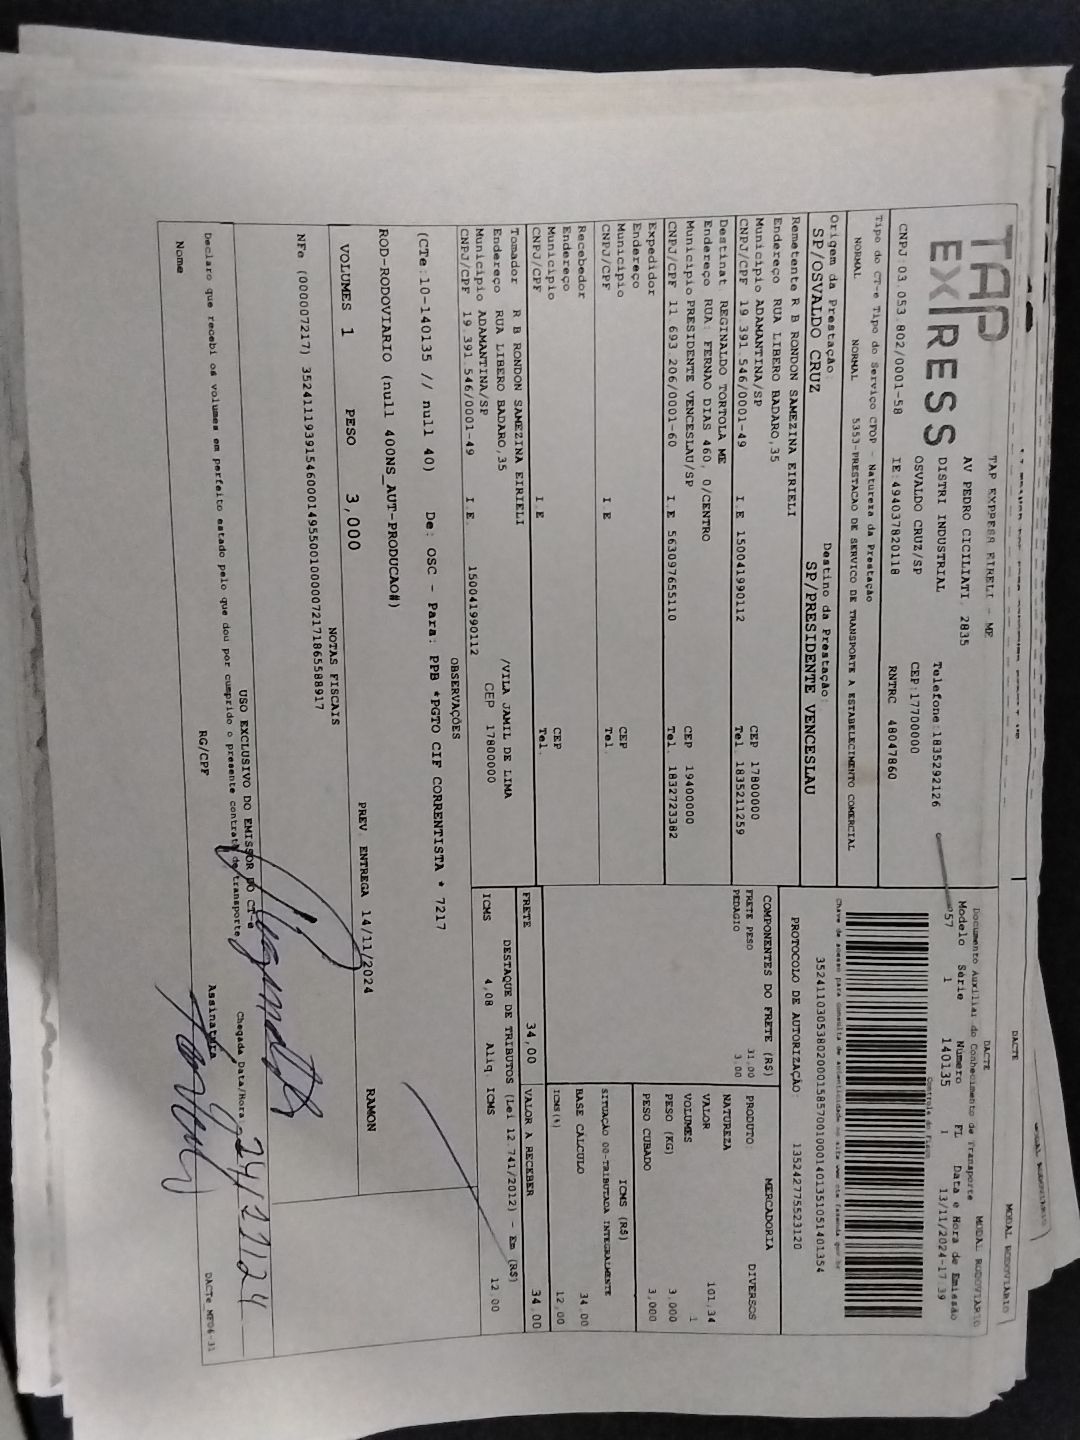 TAP
EXPRESS
TAP EXPRESS EIRELI - ME
AV PEDRO CICILIATI, 2835
DISTRI INDUSTRIAL
Telefone:1835292126
OSVALDO CRUZ/SP
CEP:17700000
CNPJ:03.053.802/0001-58
IE:494037820118
RNTRC 48047860
DACTE
MODAL RODOVIARIO
DACTE
MODAL RODOVIARIO
Documento Auxiliar do Conhecimento de Transporte
Modelo Série Número FL Data e Hora de Emissão
57 1 140135 1 13/11/2024-17:39
Controle do Fisco
Tipo do CT-e Tipo do Serviço CFOP - Natureza da Prestação
NORMAL NORMAL 5353-PRESTACAO DE SERVICO DE TRANSPORTE A ESTABELECIMENTO COMERCIAL
Origem da Prestação:
SP/OSVALDO CRUZ
Destino da Prestação:
SP/PRESIDENTE VENCESLAU
35241103053802000158570010001401351051401354
PROTOCOLO DE AUTORIZAÇÃO: 135242775523120
Remetente R B RONDON SAMEZINA EIRIELI
Endereço RUA LIBERO BADARO,35
Município ADAMANTINA/SP CEP 17800000
CNPJ/CPF 19.391.546/0001-49 I.E 150041990112 Tel. 1835211259
Destinat. REGINALDO TORTOLA ME
Endereço RUA: FERNAO DIAS 460, 0/CENTRO
Município PRESIDENTE VENCESLAU/SP CEP 19400000
CNPJ/CPF 11.693.206/0001-60 I.E 563097655110 Tel. 1832723382
Expedidor
Endereço
Município CEP
CNPJ/CPF I.E Tel.
Recebedor
Endereço
Município CEP
CNPJ/CPF I.E Tel.
Tomador R B RONDON SAMEZINA EIRIELI
Endereço RUA LIBERO BADARO,35 /VILA JAMIL DE LIMA
Município ADAMANTINA/SP CEP 17800000
CNPJ/CPF 19.391.546/0001-49 I.E. 150041990112
COMPONENTES DO FRETE (R$)
FRETE PESO 31.00
PEDAGIO 3.00
MERCADORIA
PRODUTO: DIVERSOS
NATUREZA
VALOR 101,34
VOLUMES 1
PESO (KG) 3,000
PESO CUBADO 3,000
ICMS (R$)
SITUAÇÃO 00-TRIBUTADA INTEGRALMENTE
BASE CALCULO 34,00
ICMS(%) 12,00
FRETE 34,00
VALOR A RECEBER 34,00
DESTAQUE DE TRIBUTOS (Lei 12.741/2012) - Em (R$)
ICMS 4,08 Aliq. ICMS 12.00
OBSERVAÇÕES
(CTe:10-140135 // null 40) De: OSC - Para: PPB *PGTO CIF CORRENTISTA * 7217
ROD-RODOVIARIO (null 400NS_AUT-PRODUCAO#)
PREV. ENTREGA 14/11/2024
RAMON
VOLUMES 1 PESO 3,000
NOTAS FISCAIS
NFe (000007217) 35241119391546000149550010000072171865588917
USO EXCLUSIVO DO EMISSOR DO CT-e
Declaro que recebi os volumes em perfeito estado pelo que dou por cumprido o presente contrato de transporte
Chegada Data/Hora
Nome
RG/CPF
Assinatura
DACTe_MF06-31